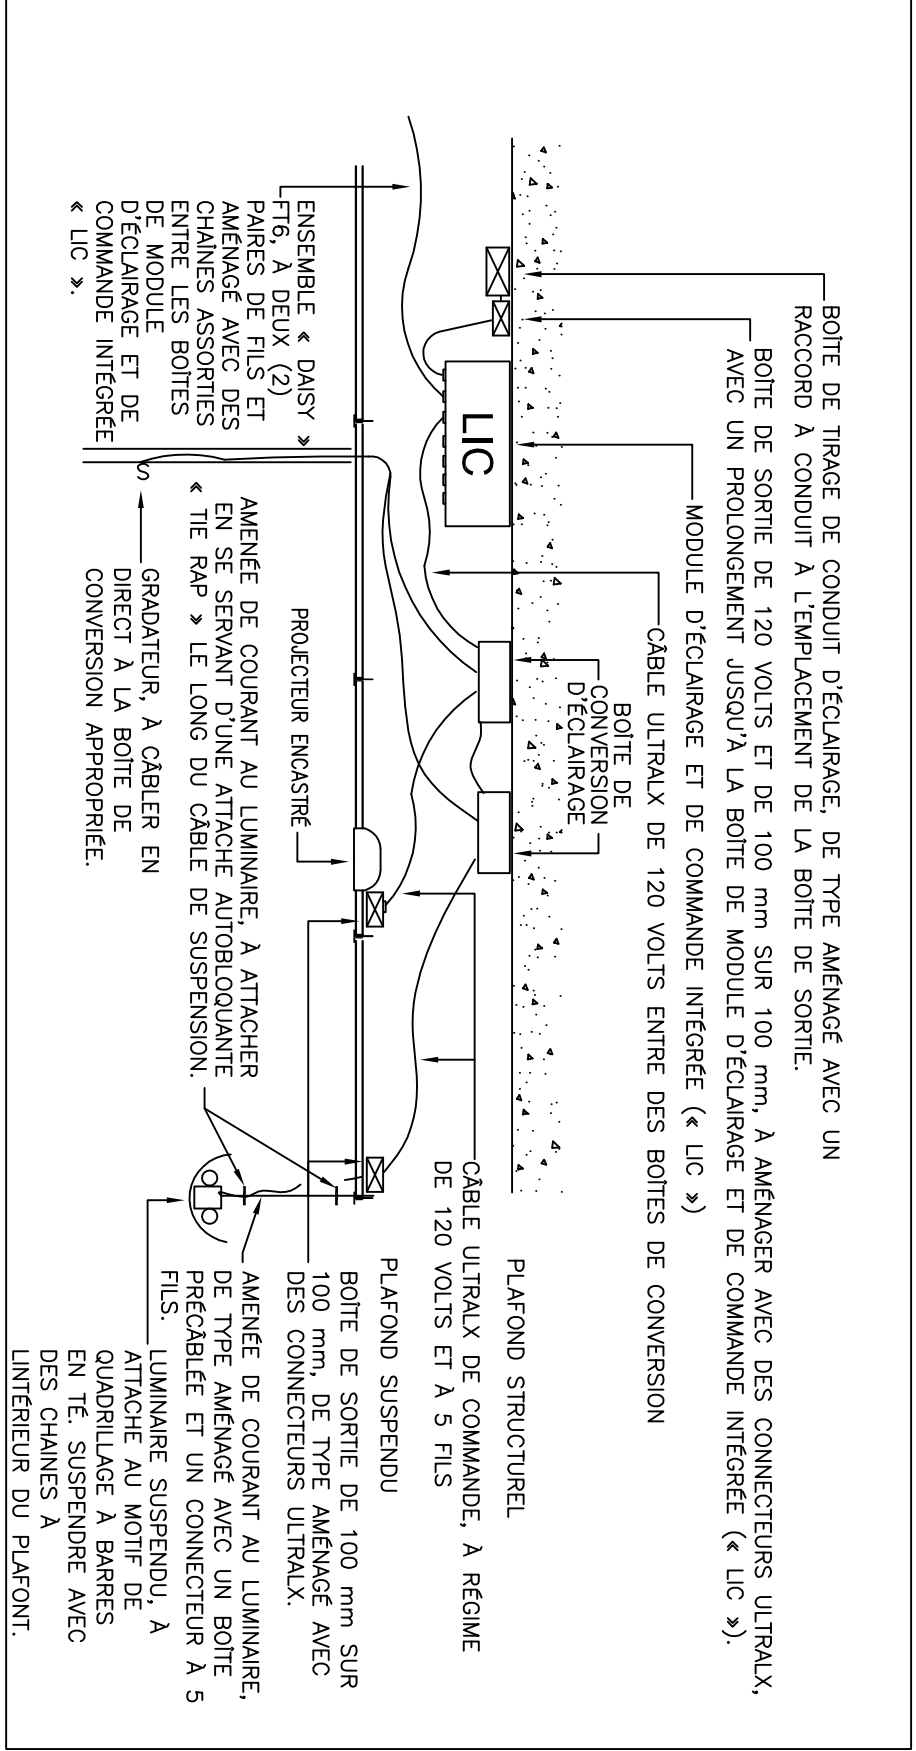 BOÎTE DE TIRAGE DE CONDUIT D'ÉCLAIRAGE, DE TYPE AMÉNAGÉ AVEC UN
RACCORD À CONDUIT À L'EMPLACEMENT DE LA BOÎTE DE SORTIE.
BOÎTE DE SORTIE DE 120 VOLTS ET DE 100 mm SUR 100 mm, À AMÉNAGER AVEC DES CONNECTEURS ULTRALX,
AVEC UN PROLONGEMENT JUSQU'À LA BOÎTE DE MODULE D'ÉCLAIRAGE ET DE COMMANDE INTÉGRÉE (« LIC »).
MODULE D'ÉCLAIRAGE ET DE COMMANDE INTÉGRÉE (« LIC »)
CÂBLE ULTRALX DE 120 VOLTS ENTRE DES BOÎTES DE CONVERSION
BOÎTE DE
CONVERSION
D'ÉCLAIRAGE
LIC
PLAFOND STRUCTUREL
CÂBLE ULTRALX DE COMMANDE, À RÉGIME
DE 120 VOLTS ET À 5 FILS
PLAFOND SUSPENDU
BOÎTE DE SORTIE DE 100 mm SUR
100 mm, DE TYPE AMÉNAGÉ AVEC
DES CONNECTEURS ULTRALX.
AMENÉE DE COURANT AU LUMINAIRE,
DE TYPE AMÉNAGÉ AVEC UN BOÎTE
PRÉCÂBLÉE ET UN CONNECTEUR À 5
FILS.
LUMINAIRE SUSPENDU, À
ATTACHE AU MOTIF DE
QUADRILLAGE À BARRES
EN TÉ. SUSPENDRE AVEC
DES CHAINES À
LINTÉRIEUR DU PLAFONT.
ENSEMBLE « DAISY »
FT6, À DEUX (2)
PAIRES DE FILS ET
AMÉNAGÉ AVEC DES
CHAÎNES ASSORTIES
ENTRE LES BOÎTES
DE MODULE
D'ÉCLAIRAGE ET DE
COMMANDE INTÉGRÉE
« LIC ».
PROJECTEUR ENCASTRÉ
AMENÉE DE COURANT AU LUMINAIRE, À ATTACHER
EN SE SERVANT D'UNE ATTACHE AUTOBLOQUANTE
« TIE RAP » LE LONG DU CÂBLE DE SUSPENSION.
S
GRADATEUR, À CÂBLER EN
DIRECT À LA BOÎTE DE
CONVERSION APPROPRIÉE.